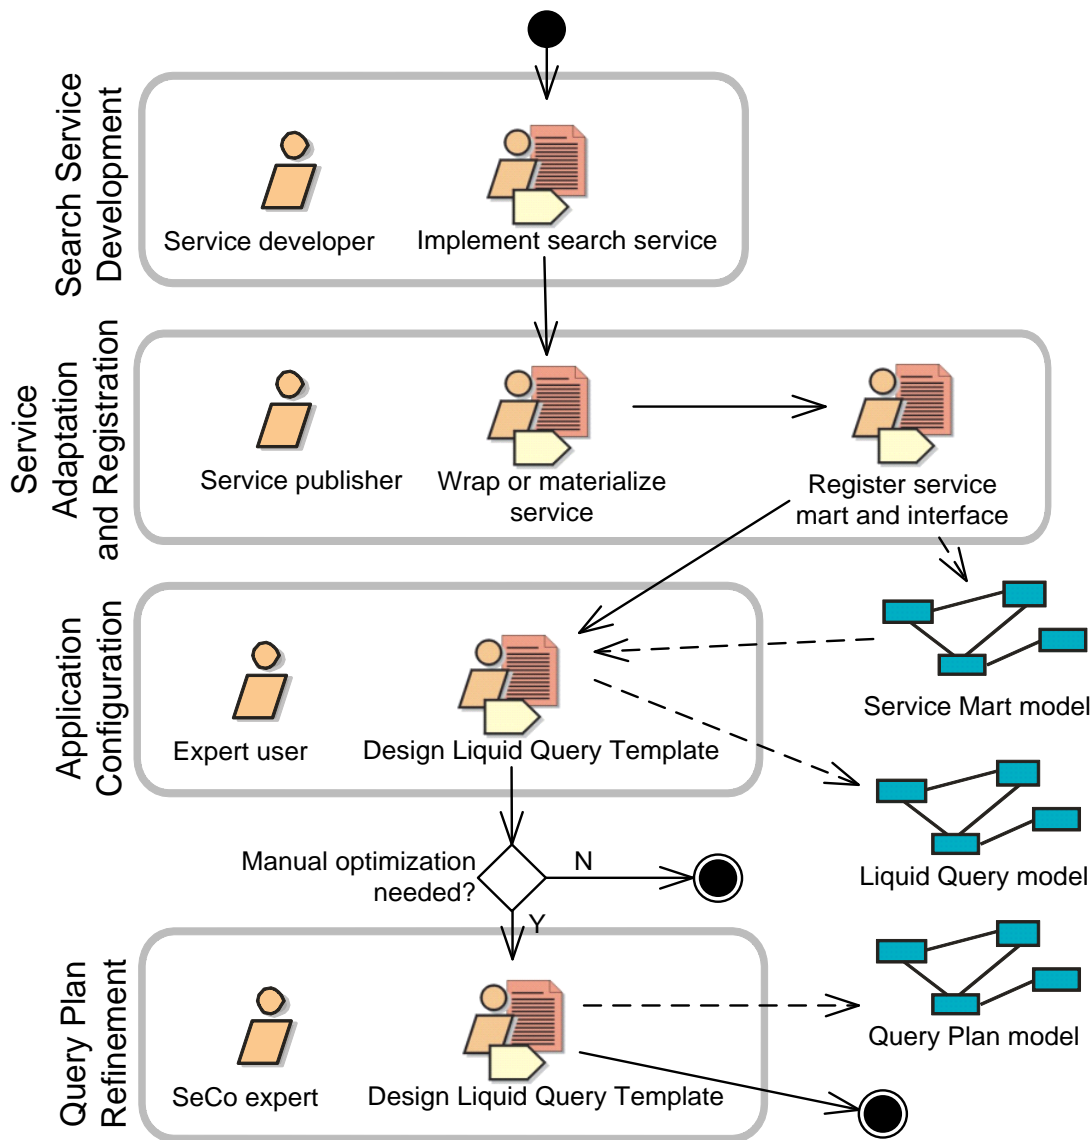 Search Service
Development
Service developer
Implement search service
Service
Adaptation
and Registration
Service publisher
Wrap or materialize
service
Register service
mart and interface
Application
Configuration
Expert user
Design Liquid Query Template
Service Mart model
Liquid Query model
Manual optimization
needed?
N
Y
Query Plan
Refinement
SeCo expert
Design Liquid Query Template
Query Plan model